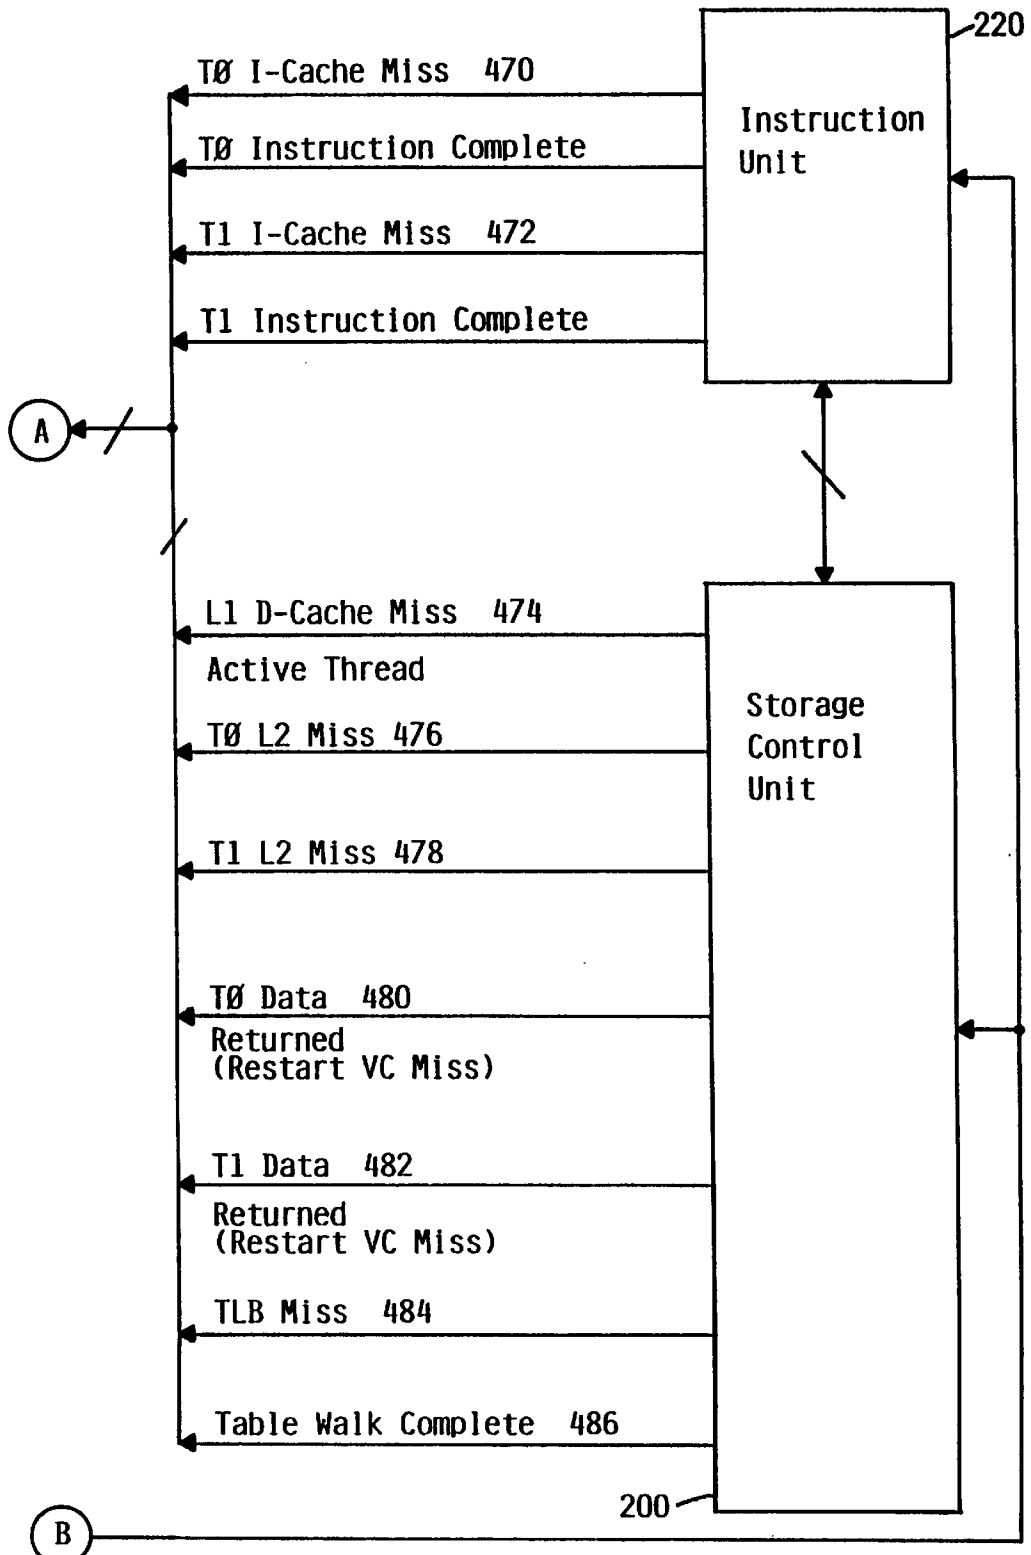 220
TØ I-Cache Miss 470
Instruction
Unit
TØ Instruction Complete
T1 I-Cache Miss 472
T1 Instruction Complete
A
L1 D-Cache Miss 474
Active Thread
Storage
Control
Unit
TØ L2 Miss 476
T1 L2 Miss 478
TØ Data 480
Returned
(Restart VC Miss)
T1 Data 482
Returned
(Restart VC Miss)
TLB Miss 484
Table Walk Complete 486
200
B